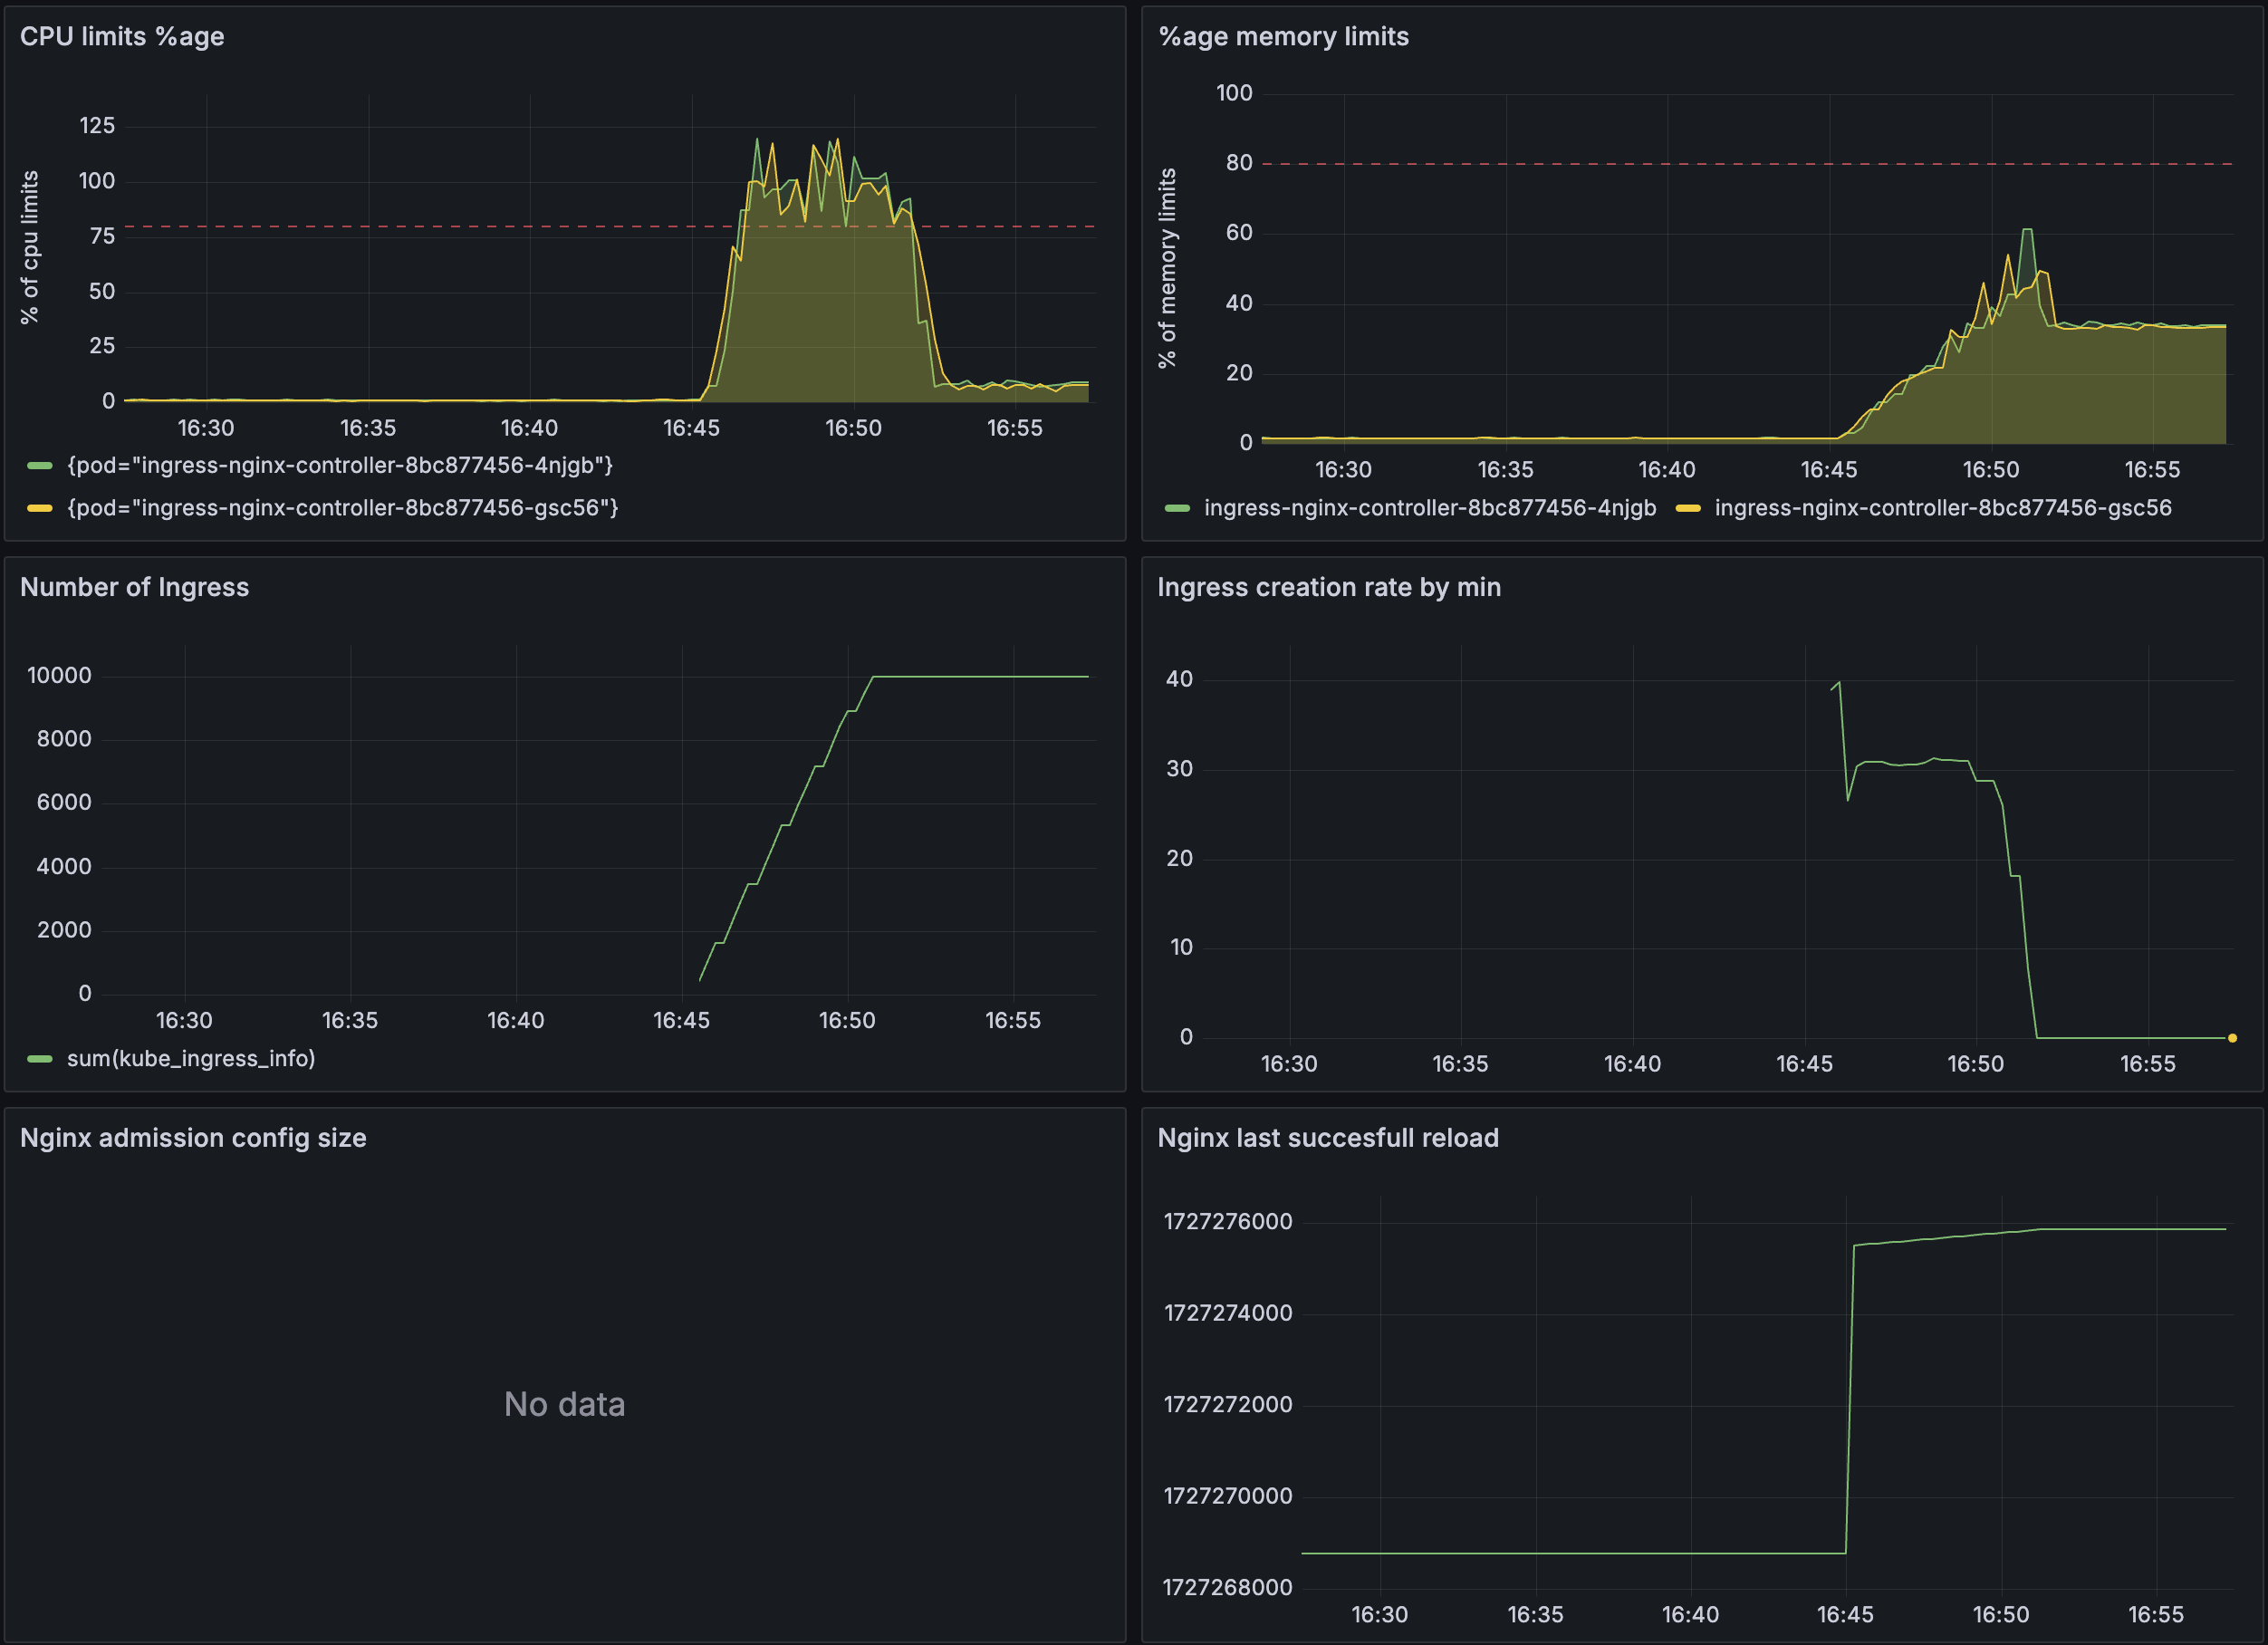 CPU limits %age
% of cpu limits
125
100
75
50
25
0
16:30 16:35 16:40 16:45 16:50 16:55
{pod="ingress-nginx-controller-8bc877456-4njgb"}
{pod="ingress-nginx-controller-8bc877456-gsc56"}
%age memory limits
% of memory limits
100
80
60
40
20
0
16:30 16:35 16:40 16:45 16:50 16:55
ingress-nginx-controller-8bc877456-4njgb ingress-nginx-controller-8bc877456-gsc56
Number of Ingress
10000
8000
6000
4000
2000
0
16:30 16:35 16:40 16:45 16:50 16:55
sum(kube_ingress_info)
Ingress creation rate by min
40
30
20
10
0
16:30 16:35 16:40 16:45 16:50 16:55
Nginx admission config size
No data
Nginx last succesfull reload
1727276000
1727274000
1727272000
1727270000
1727268000
16:30 16:35 16:40 16:45 16:50 16:55